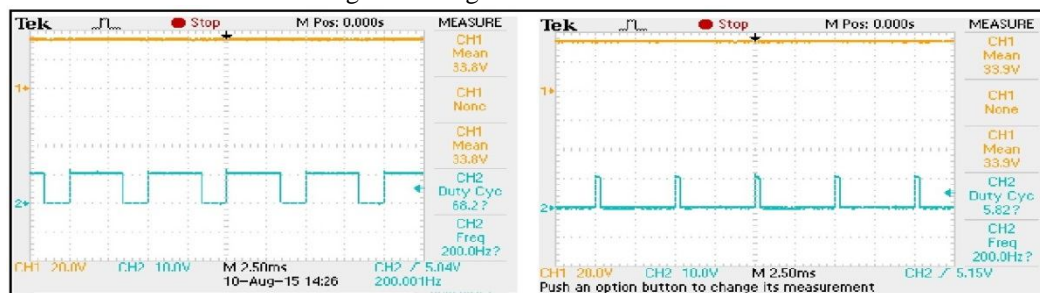 Tek Stop M Pos: 0.000s MEASURE
CH1
Mean
33.8V
1
CH1
None
CH1
Mean
33.8V
CH2
Duty Cyc
68.2?
2
CH2
Freq
200.0Hz?
CH1 20.0V CH2 10.0V M 2.50ms CH2 / 5.04V
10-Aug-15 14:26 200.001Hz
Tek Stop M Pos: 0.000s MEASURE
CH1
Mean
33.9V
1
CH1
None
CH1
Mean
33.9V
CH2
Duty Cyc
5.82?
2
CH2
Freq
200.0Hz?
CH1 20.0V CH2 10.0V M 2.50ms CH2 / 5.15V
Push an option button to change its measurement